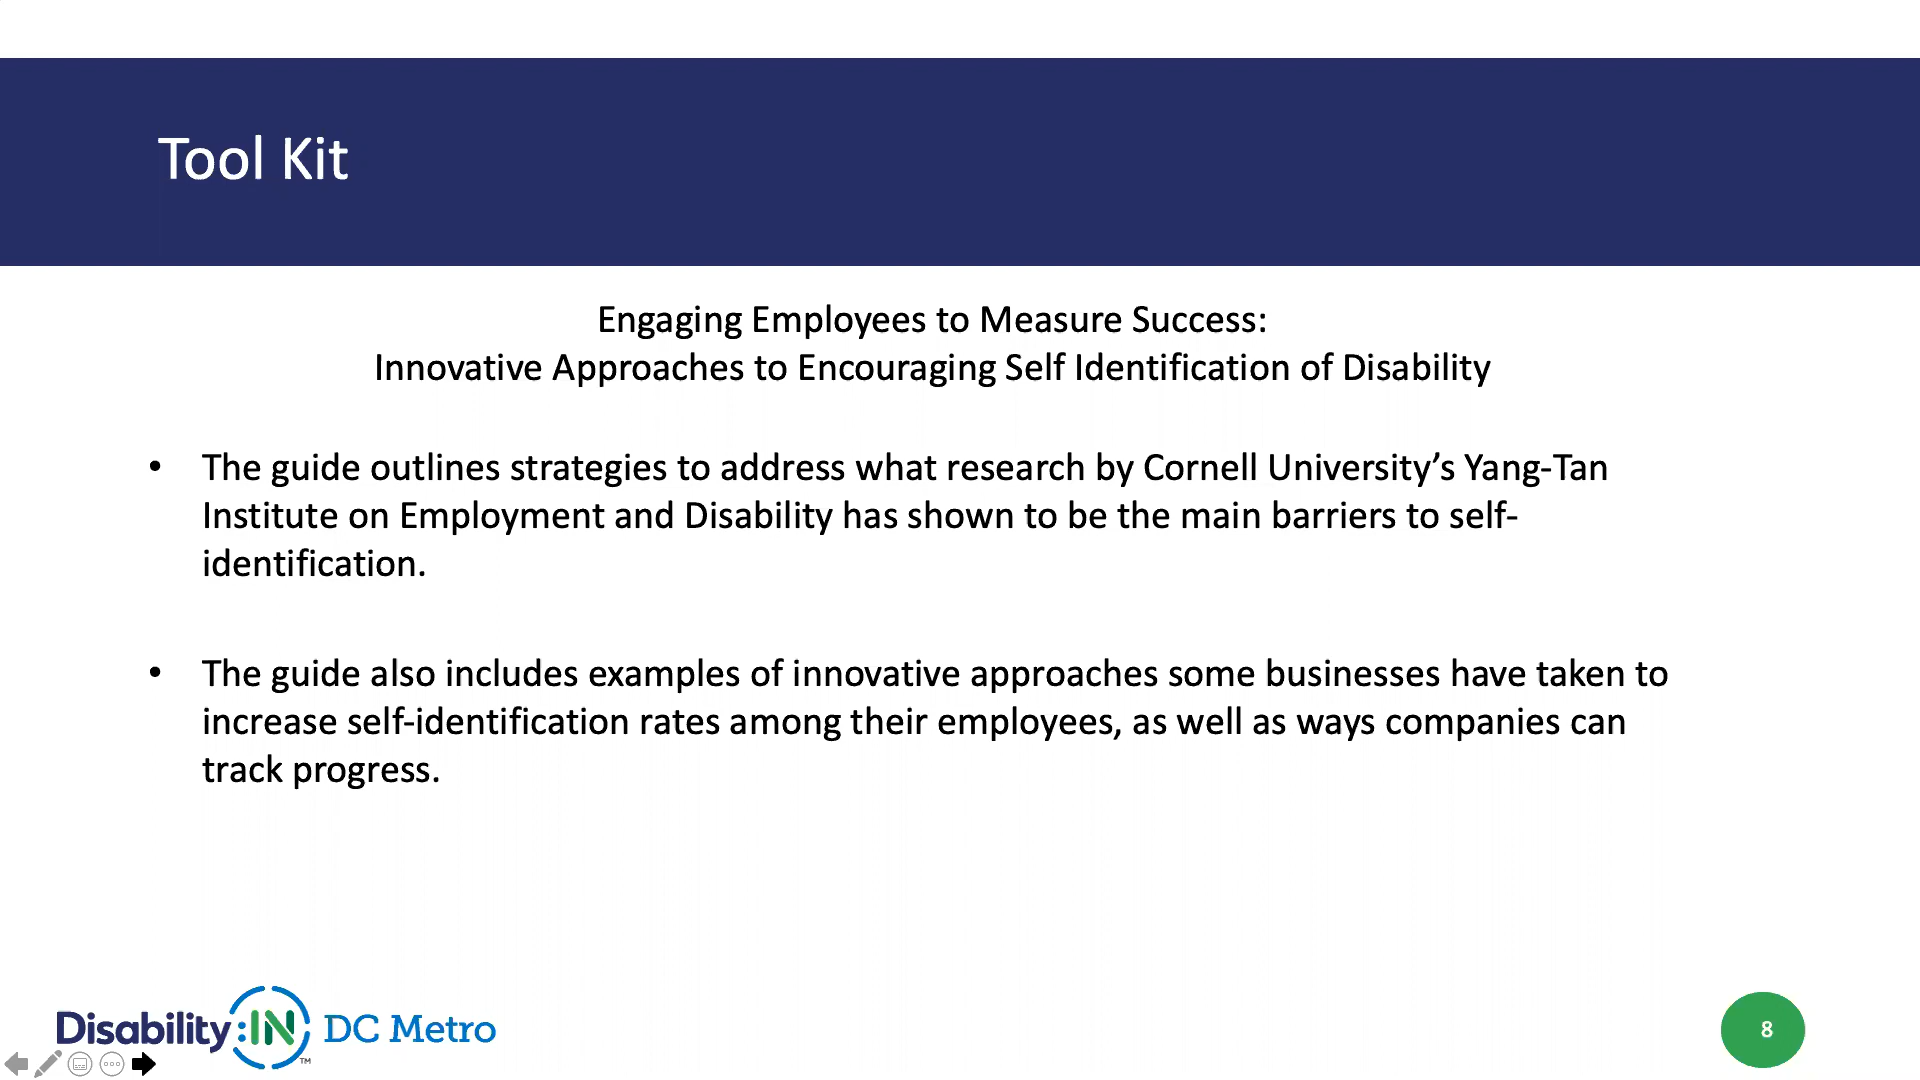 Tool Kit
Engaging Employees to Measure Success:
Innovative Approaches to Encouraging Self Identification of Disability
• The guide outlines strategies to address what research by Cornell University’s Yang-Tan
Institute on Employment and Disability has shown to be the main barriers to self-
identification.
• The guide also includes examples of innovative approaches some businesses have taken to
increase self-identification rates among their employees, as well as ways companies can
track progress.
Disability:IN DC Metro
TM
8